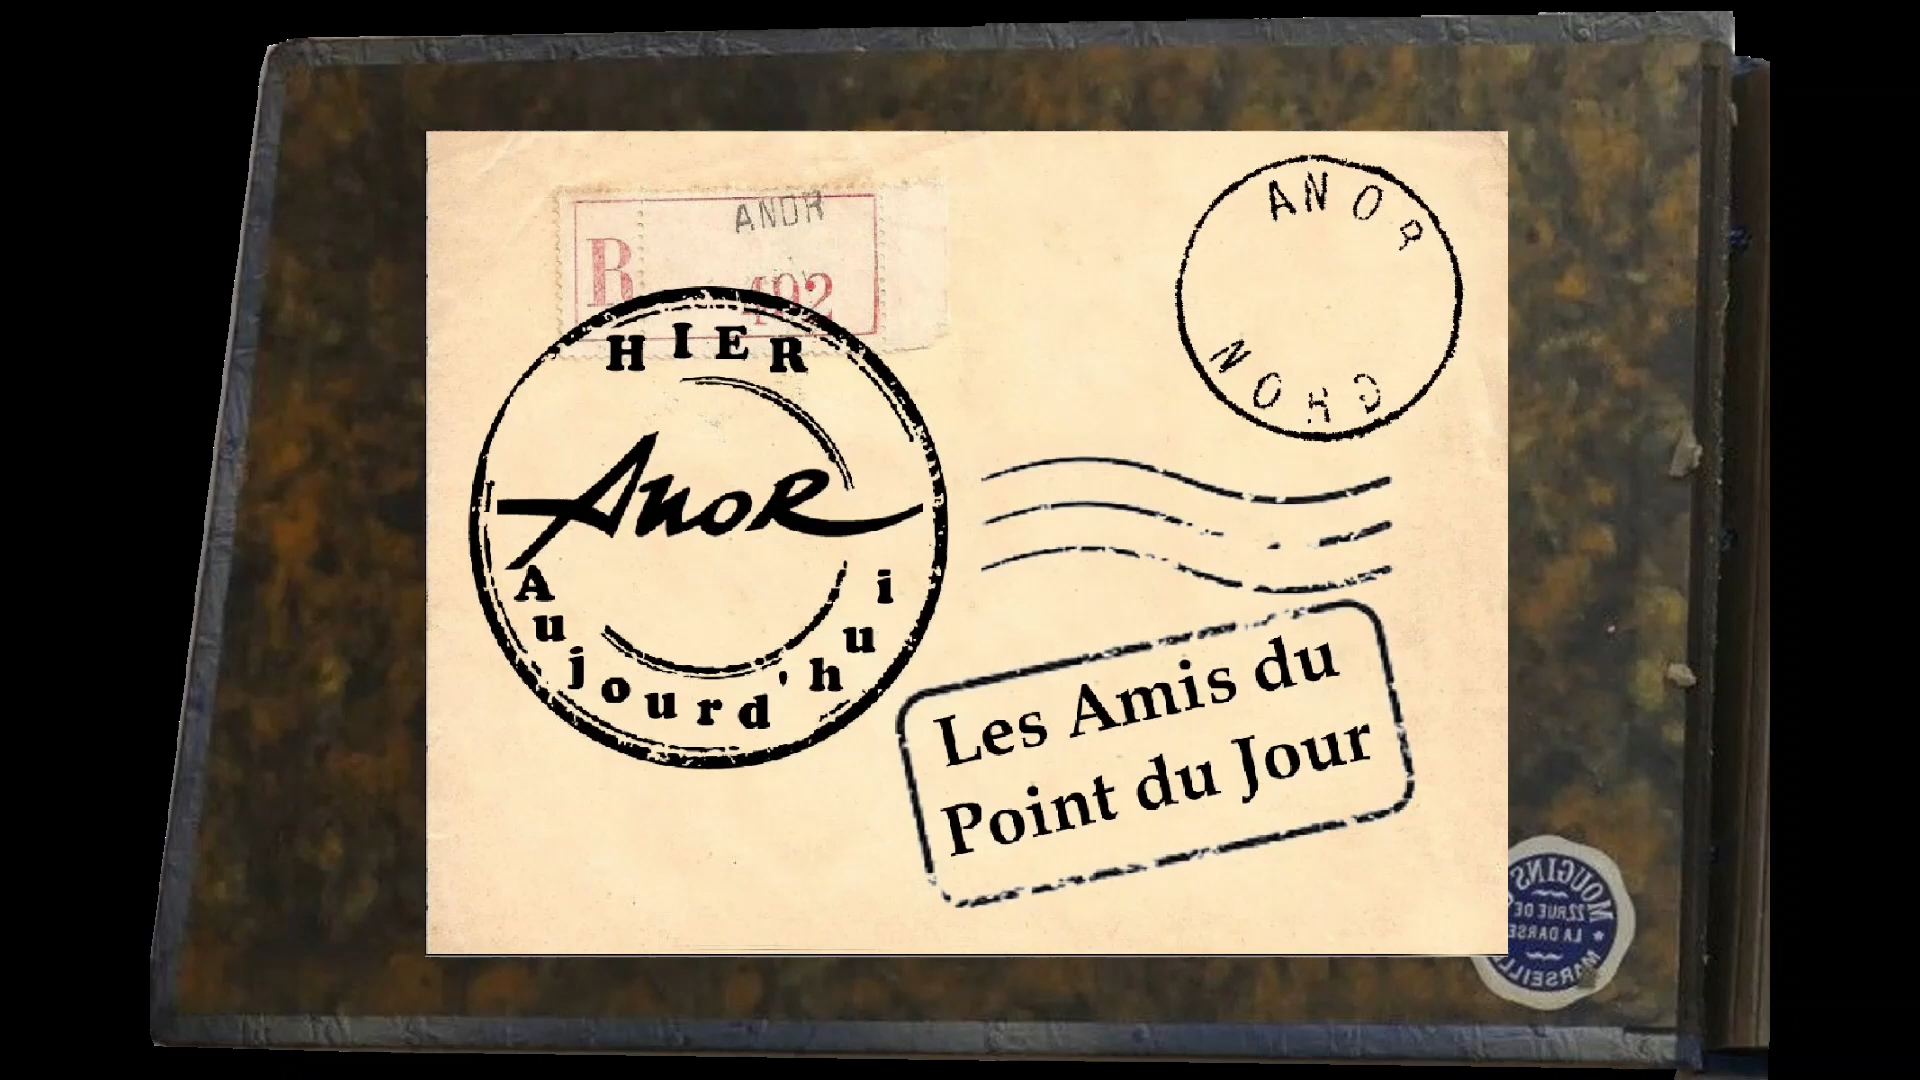 ANOR
R
492
ANOR
NORD
HIER
AnoR
Aujourd'hui
Les Amis du
Point du Jour
MOUGINS
22 RUE DE
LA DARSE
MARSEILL